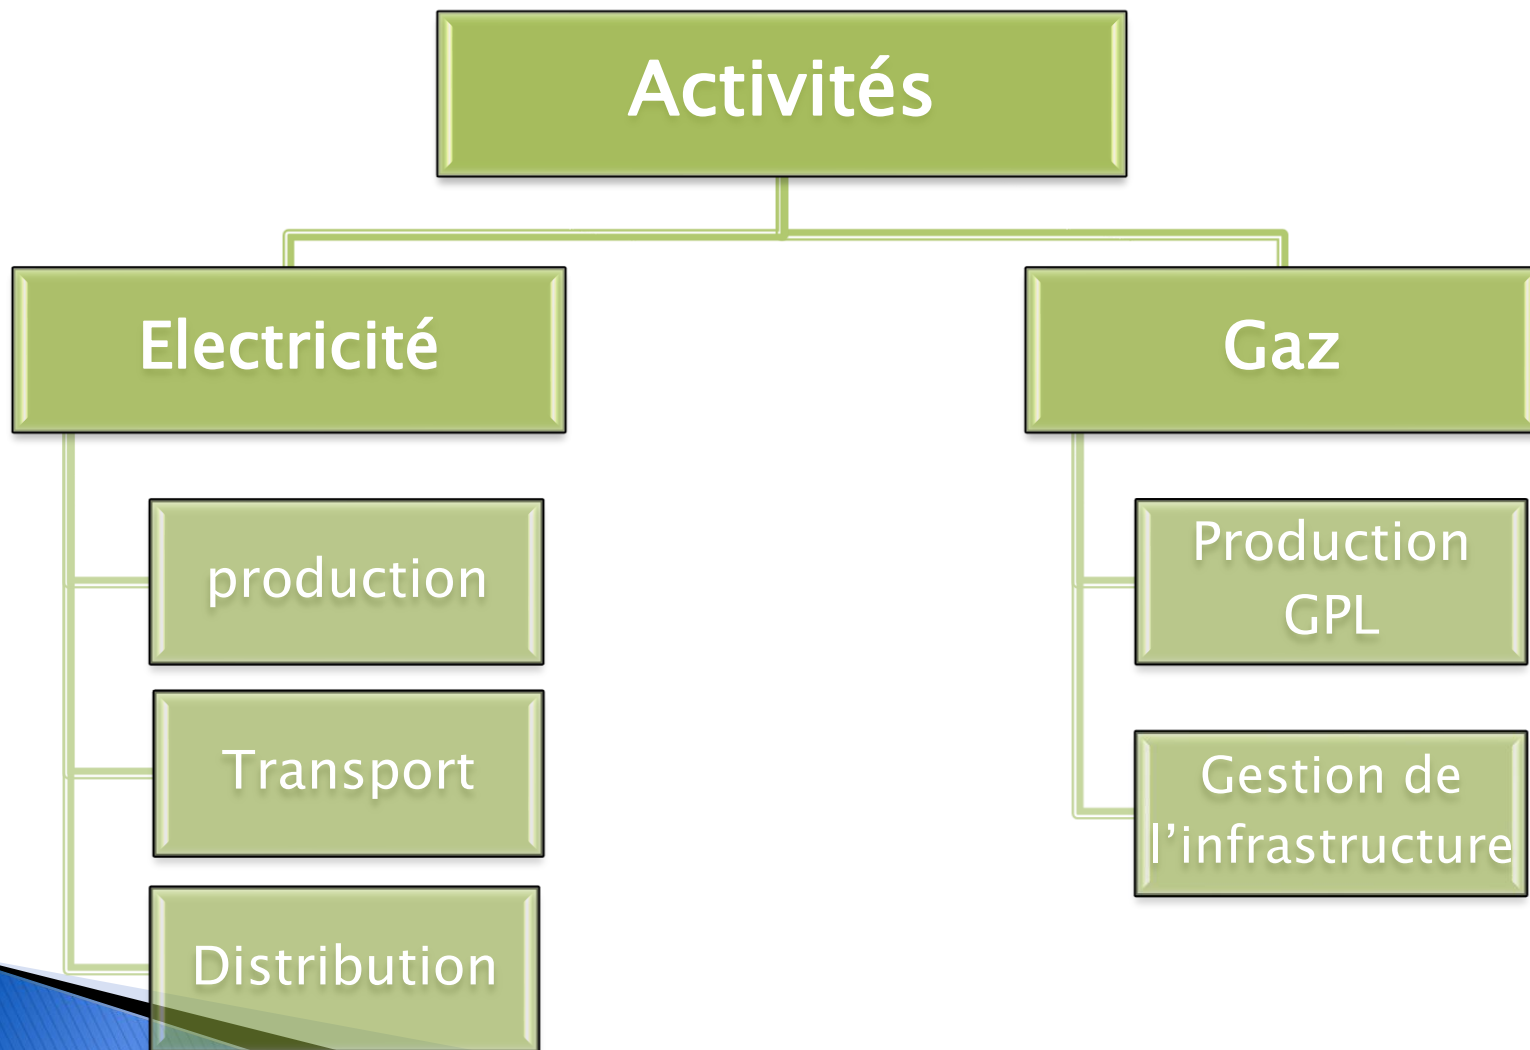 Activités
Electricité
production
Transport
Distribution
Gaz
Production
GPL
Gestion de
l’infrastructure